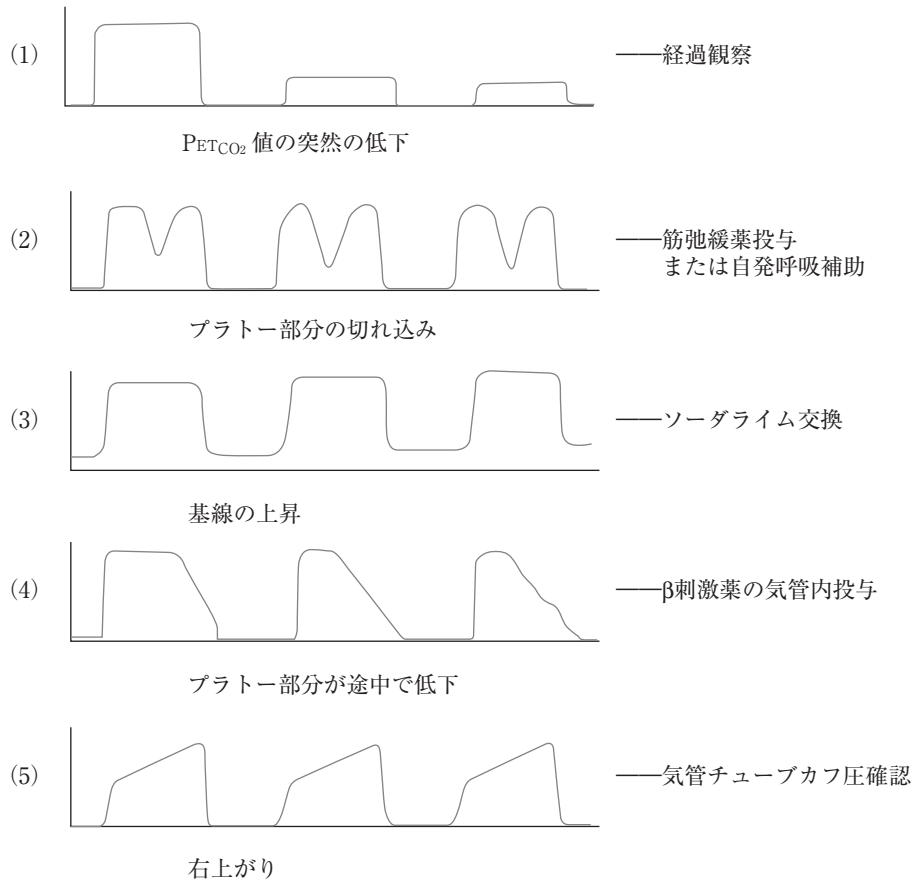 (1) ——経過観察
PETCO2 値の突然の低下
(2) ——筋弛緩薬投与
または自発呼吸補助
プラトー部分の切れ込み
(3) ——ソーダライム交換
基線の上昇
(4) ——β刺激薬の気管内投与
プラトー部分が途中で低下
(5) ——気管チューブカフ圧確認
右上がり